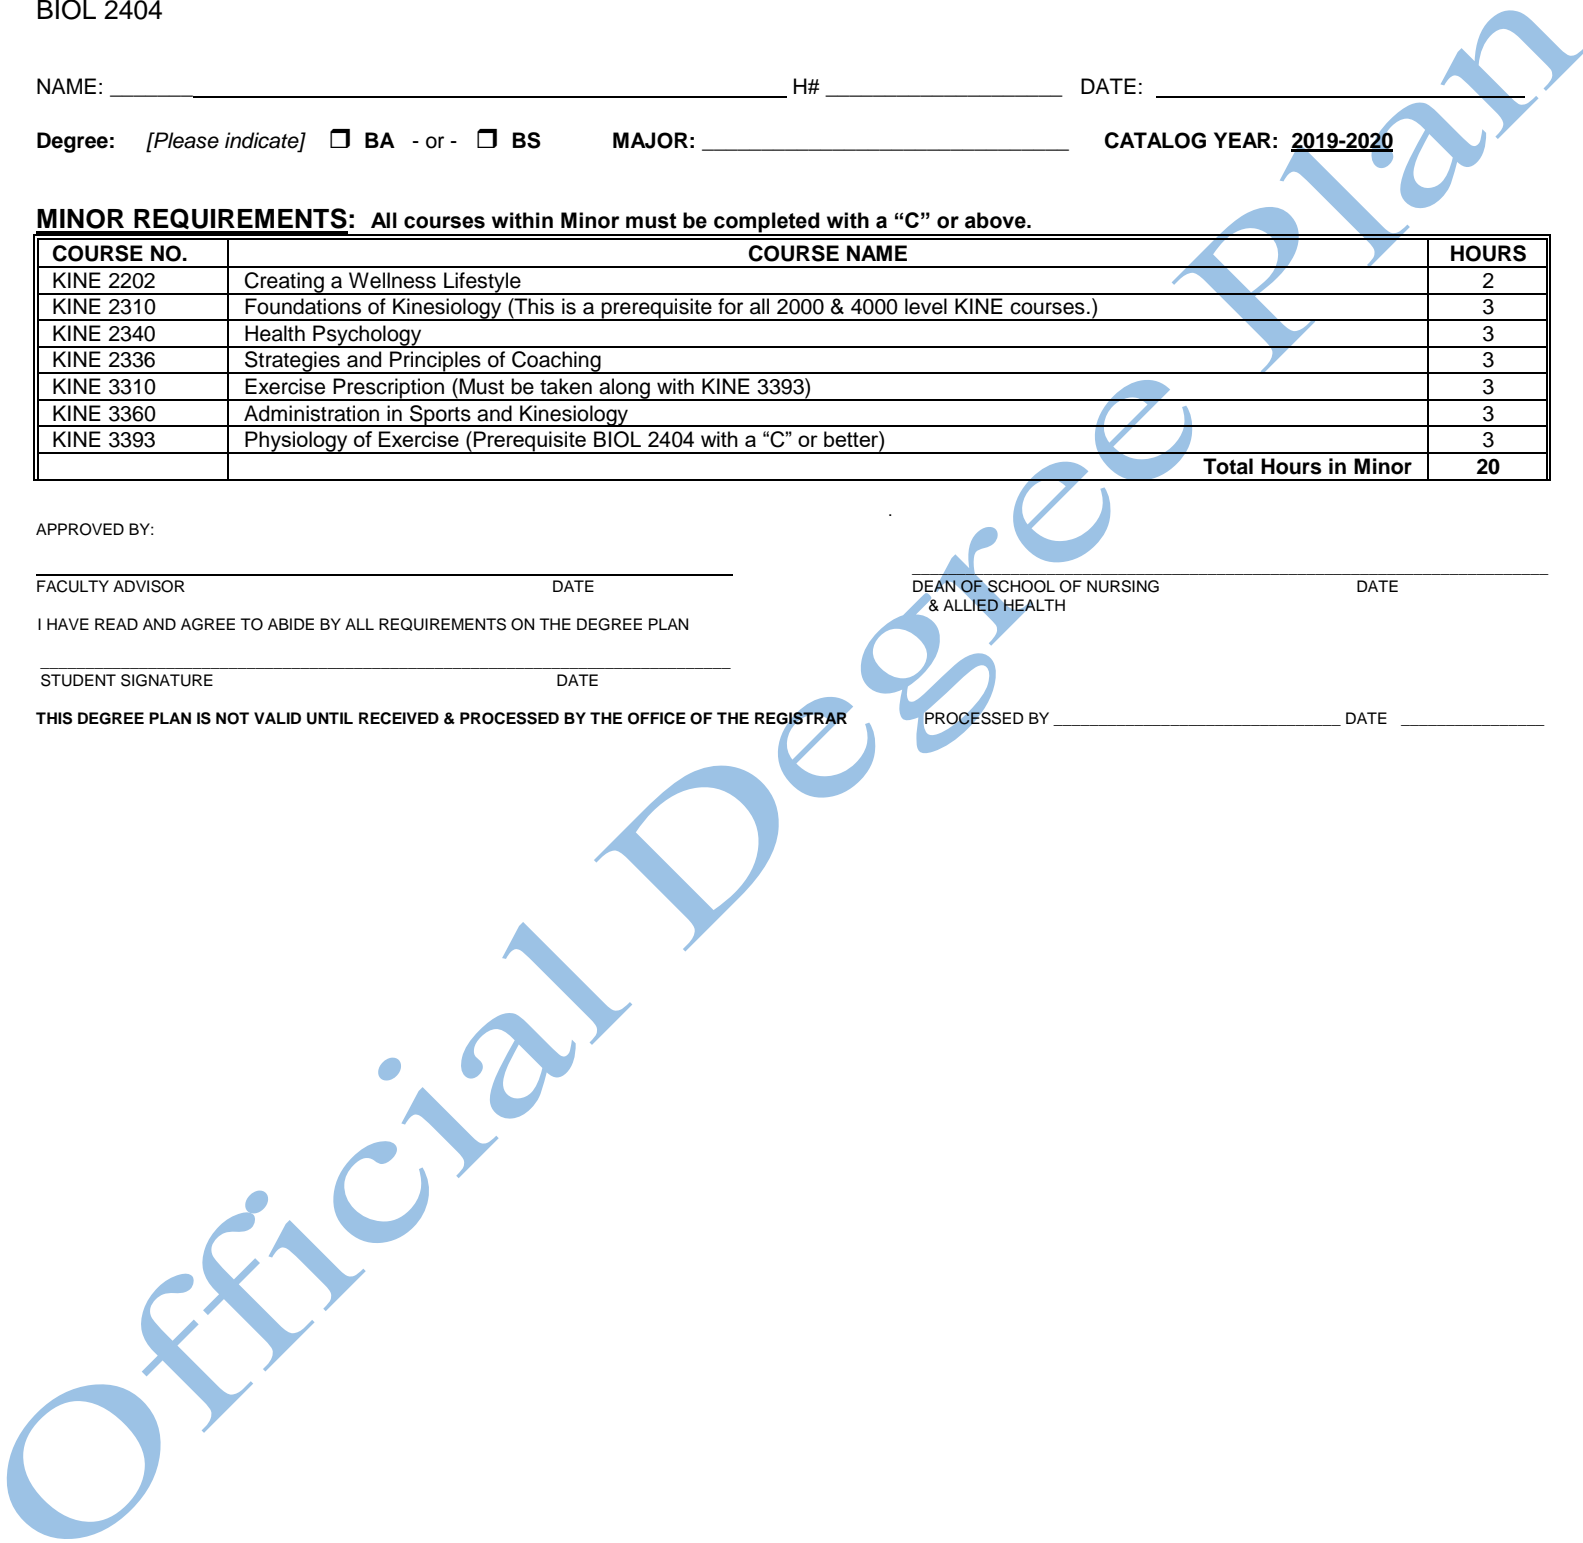 BIOL 2404
NAME: _______ H# ____________________ DATE:
Degree: [Please indicate] ❒ BA - or - ❒ BS MAJOR: _______________________________ CATALOG YEAR: 2019-2020
MINOR REQUIREMENTS: All courses within Minor must be completed with a “C” or above.
COURSE NO. COURSE NAME HOURS
KINE 2202 Creating a Wellness Lifestyle 2
KINE 2310 Foundations of Kinesiology (This is a prerequisite for all 2000 & 4000 level KINE courses.) 3
KINE 2340 Health Psychology 3
KINE 2336 Strategies and Principles of Coaching 3
KINE 3310 Exercise Prescription (Must be taken along with KINE 3393) 3
KINE 3360 Administration in Sports and Kinesiology 3
KINE 3393 Physiology of Exercise (Prerequisite BIOL 2404 with a “C” or better) 3
Total Hours in Minor 20
.
APPROVED BY:
FACULTY ADVISOR DATE DEAN OF SCHOOL OF NURSING DATE
& ALLIED HEALTH
I HAVE READ AND AGREE TO ABIDE BY ALL REQUIREMENTS ON THE DEGREE PLAN
STUDENT SIGNATURE DATE
THIS DEGREE PLAN IS NOT VALID UNTIL RECEIVED & PROCESSED BY THE OFFICE OF THE REGISTRAR PROCESSED BY ______________________________ DATE _______________
Official Degree Plan